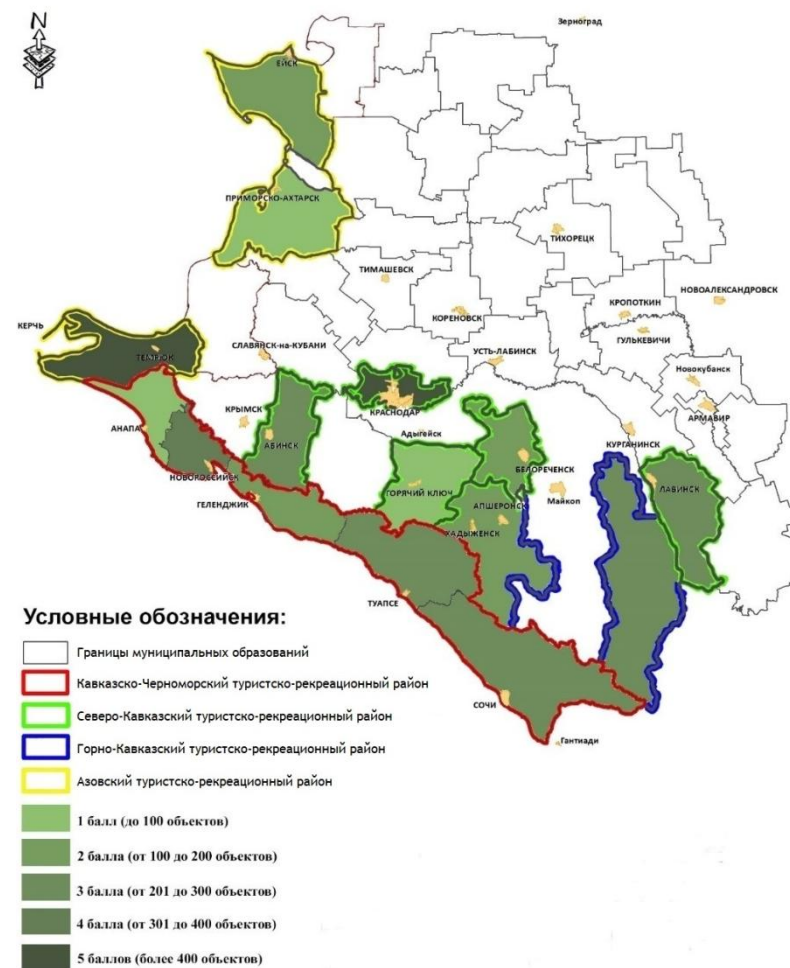 N
Зерноград
ЕЙСК
ПРИМОРСКО-АХТАРСК
ТИХОРЕЦК
ТИМАШЕВСК
НОВОАЛЕКСАНДРОВСК
КРОПОТКИН
КОРЕНОВСК
КЕРЧЬ
ГУЛЬКЕВИЧИ
СЛАВЯНСК-на-КУБАНИ
ТЕМРЮК
УСТЬ-ЛАБИНСК
Новокубанск
КРАСНОДАР
АРМАВИР
КРЫМСК
АНАПА
Адыгейск
КУРГАНИНСК
АБИНСК
БЕЛОРЕЧЕНСК
НОВОРОССИЙСК
ЛАБИНСК
ГОРЯЧИЙ КЛЮЧ
Майкоп
ГЕЛЕНДЖИК
АПШЕРОНСК
ХАДЫЖЕНСК
ТУАПСЕ
СОЧИ
Гантиади
Условные обозначения:
Границы муниципальных образований
Кавказско-Черноморский туристско-рекреационный район
Северо-Кавказский туристско-рекреационный район
Горно-Кавказский туристско-рекреационный район
Азовский туристско-рекреационный район
1 балл (до 100 объектов)
2 балла (от 100 до 200 объектов)
3 балла (от 201 до 300 объектов)
4 балла (от 301 до 400 объектов)
5 баллов (более 400 объектов)